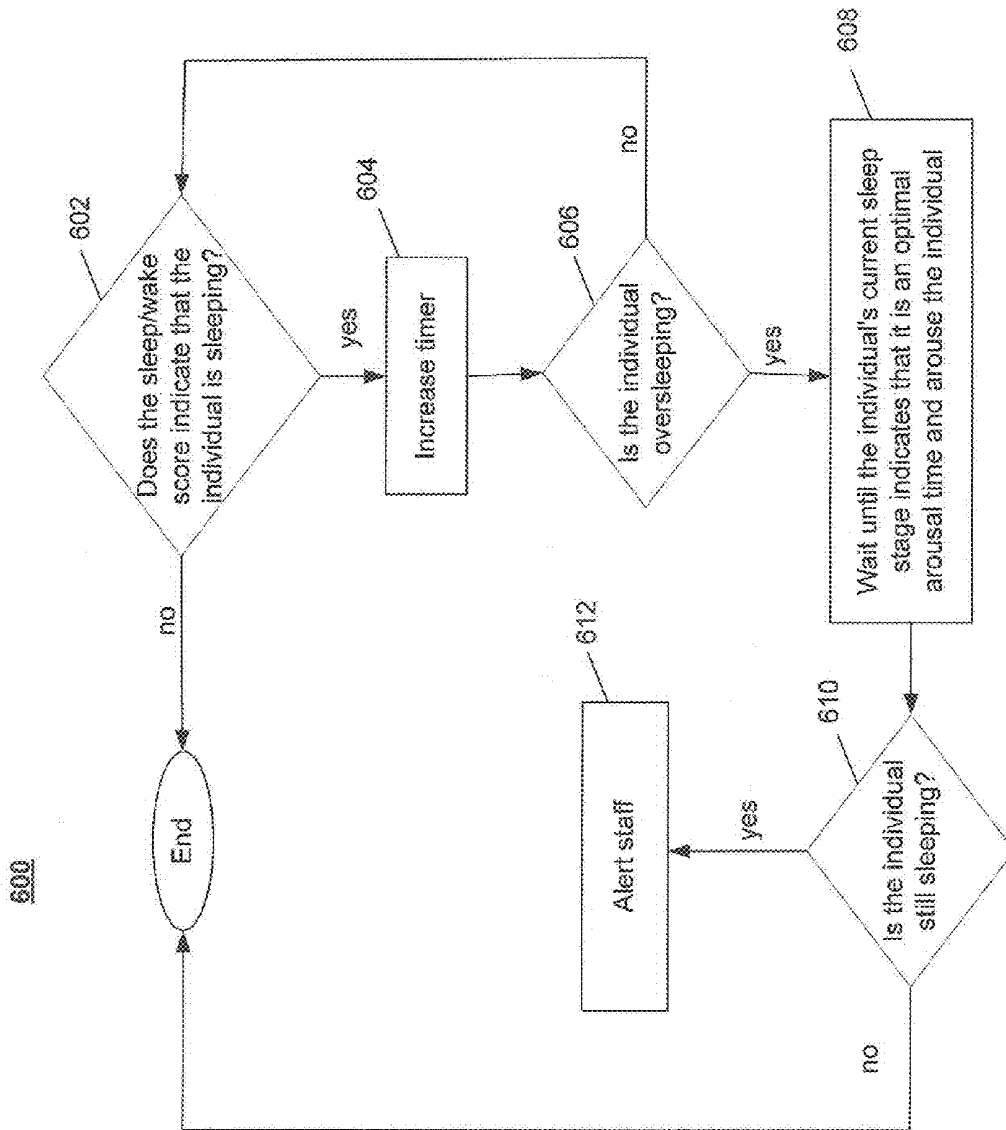 600
602
Does the sleep/wake
score indicate that the
individual is sleeping?
no
End
yes
604
Increase timer
606
Is the individual
oversleeping?
no
yes
608
Wait until the individual's current sleep
stage indicates that it is an optimal
arousal time and arouse the individual
610
Is the individual
still sleeping?
yes
612
Alert staff
no